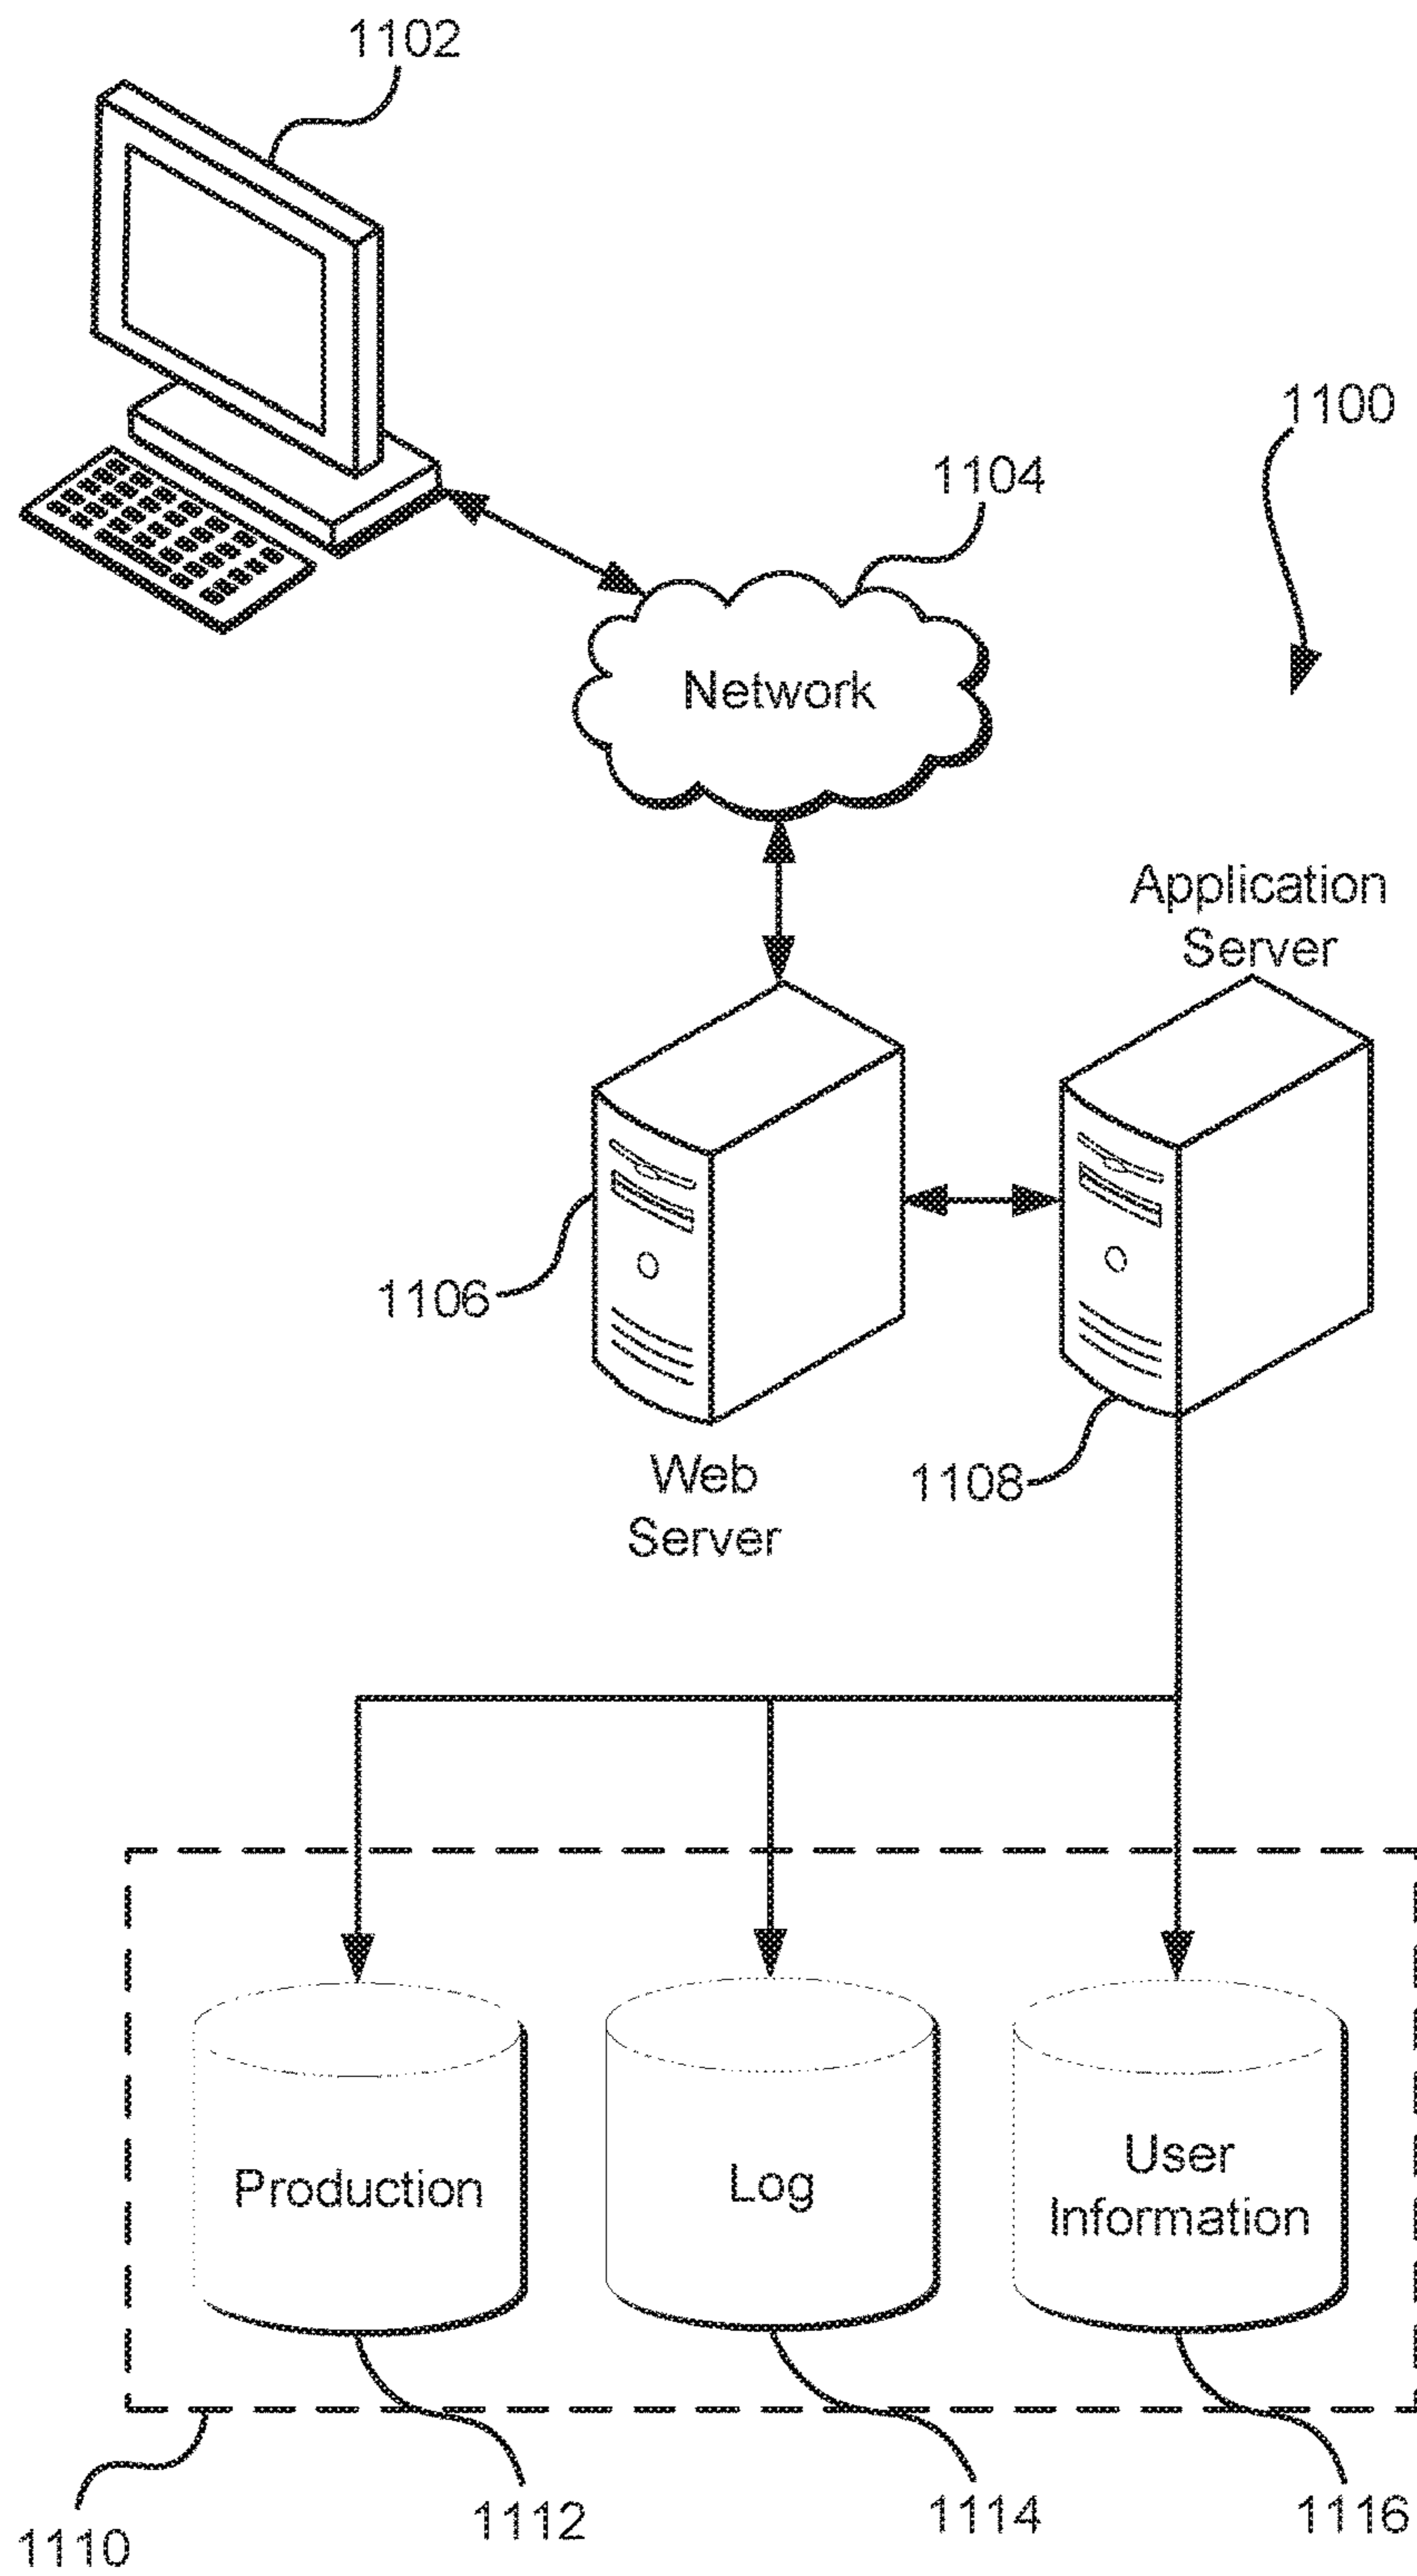 1102
1100
1104
Network
Application
Server
1106
Web
Server
1108
Production
Log
User
Information
1110
1112
1114
1116